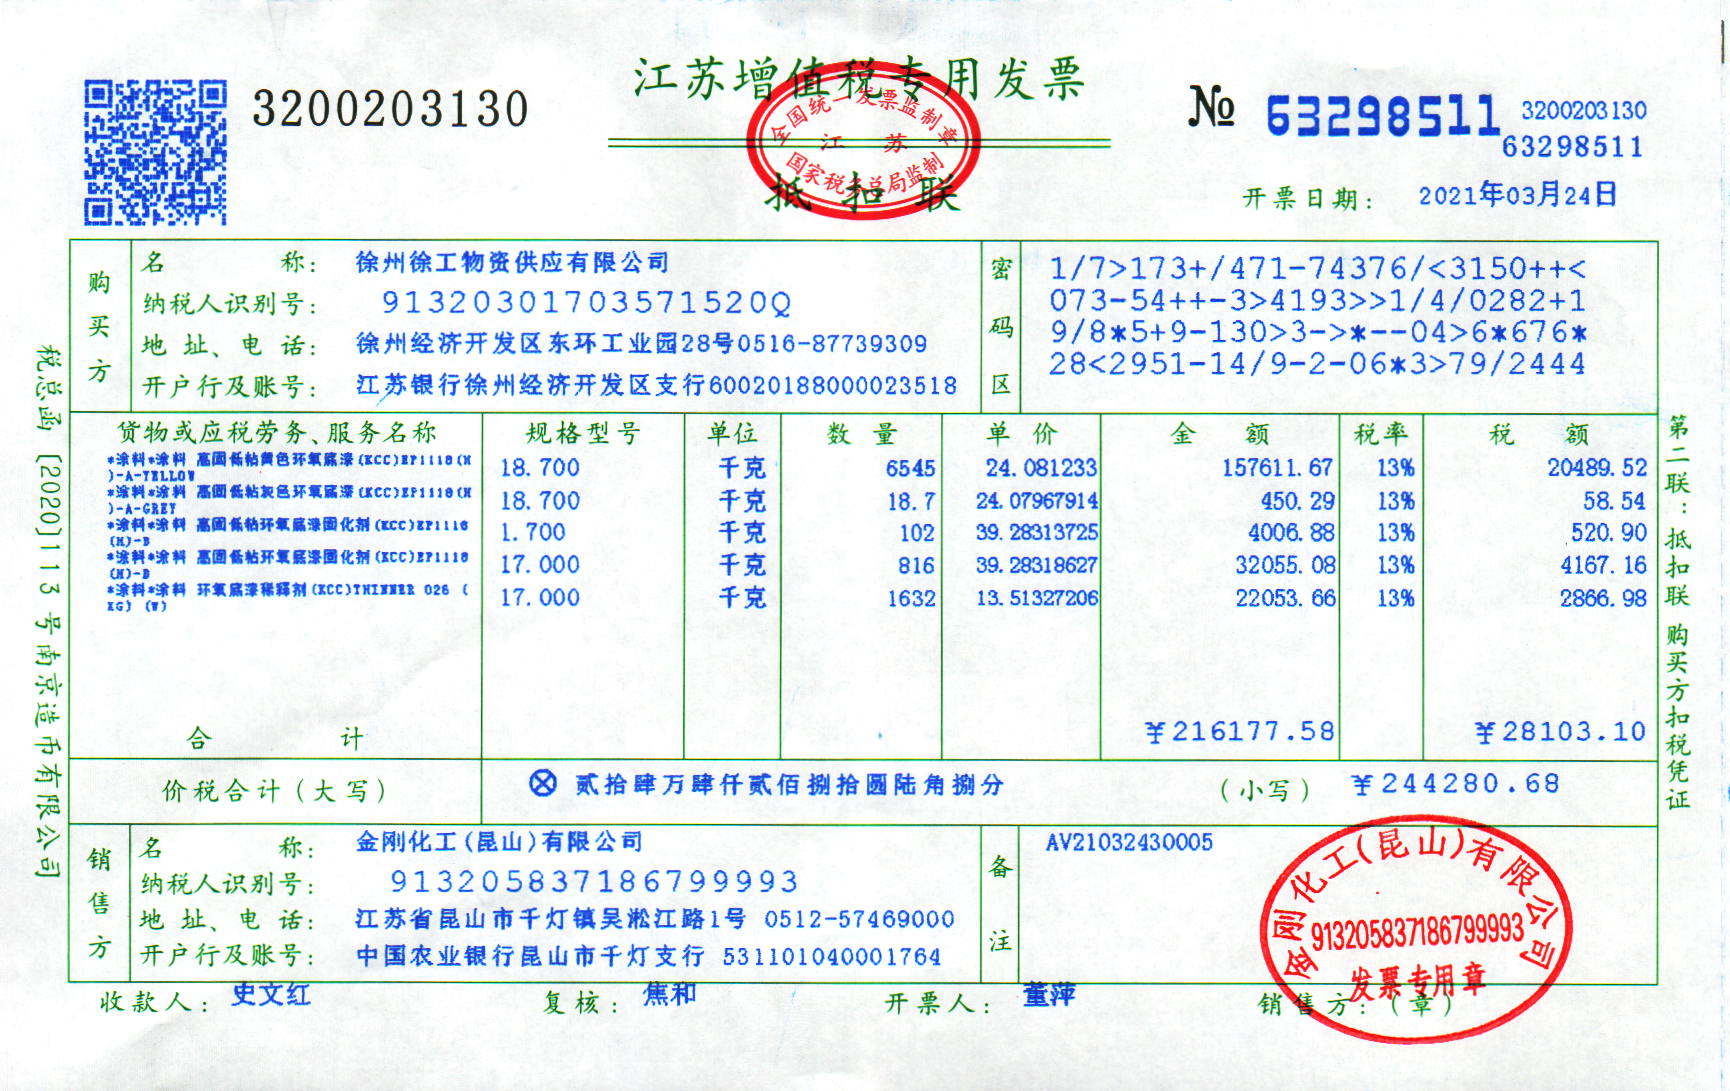 江苏增值税专用发票
3200203130
№ 63298511
3200203130
63298511
全国统一发票监制章
江苏
国家税务总局监制
抵扣联
开票日期： 2021年03月24日
购买方
名称： 徐州徐工物资供应有限公司
纳税人识别号： 91320301703571520Q
地址、电话： 徐州经济开发区东环工业园28号0516-87739309
开户行及账号： 江苏银行徐州经济开发区支行60020188000023518
密码区
1/7>173+/471-74376/<3150++<
073-54++-3>4193>>1/4/0282+1
9/8*5+9-130>3->*--04>6*676*
28<2951-14/9-2-06*3>79/2444
货物或应税劳务、服务名称 规格型号 单位 数量 单价 金额 税率 税额
*涂料*涂料 高固低粘黄色环氧底漆(KCC)EP1118(H 18.700 千克 6545 24.081233 157611.67 13% 20489.52
)-A-YELLOW
*涂料*涂料 高固低粘灰色环氧底漆(KCC)EP1118(H 18.700 千克 18.7 24.07967914 450.29 13% 58.54
)-A-GREY
*涂料*涂料 高固低粘环氧底漆固化剂(KCC)EP1118 1.700 千克 102 39.28313725 4006.88 13% 520.90
(H)-B
*涂料*涂料 高固低粘环氧底漆固化剂(KCC)EP1118 17.000 千克 816 39.28318627 32055.08 13% 4167.16
(H)-B
*涂料*涂料 环氧底漆稀释剂(KCC)THINNER 026 ( 17.000 千克 1632 13.51327206 22053.66 13% 2866.98
KG) (W)
合计 ￥216177.58 ￥28103.10
价税合计(大写) ⊗贰拾肆万肆仟贰佰捌拾圆陆角捌分 (小写) ￥244280.68
销售方
名称： 金刚化工(昆山)有限公司
纳税人识别号： 913205837186799993
地址、电话： 江苏省昆山市千灯镇吴淞江路1号 0512-57469000
开户行及账号： 中国农业银行昆山市千灯支行 531101040001764
备注
AV21032430005
金刚化工(昆山)有限公司
913205837186799993
发票专用章
收款人： 史文红 复核： 焦和 开票人： 董萍 销售方：(章)
税总函[2020]113号南京造币有限公司
第二联：抵扣联 购买方扣税凭证